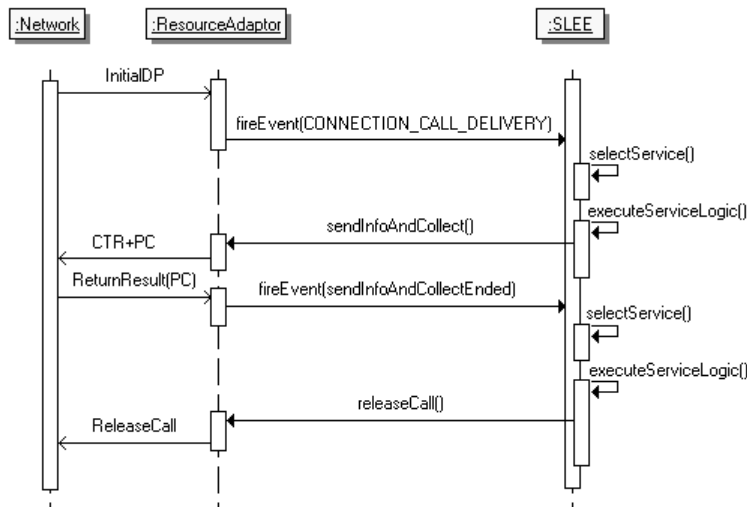 :Network
:ResourceAdaptor
:SLEE
InitialDP
fireEvent(CONNECTION_CALL_DELIVERY)
selectService()
executeServiceLogic()
sendInfoAndCollect()
CTR+PC
ReturnResult(PC)
fireEvent(sendInfoAndCollectEnded)
selectService()
executeServiceLogic()
releaseCall()
ReleaseCall